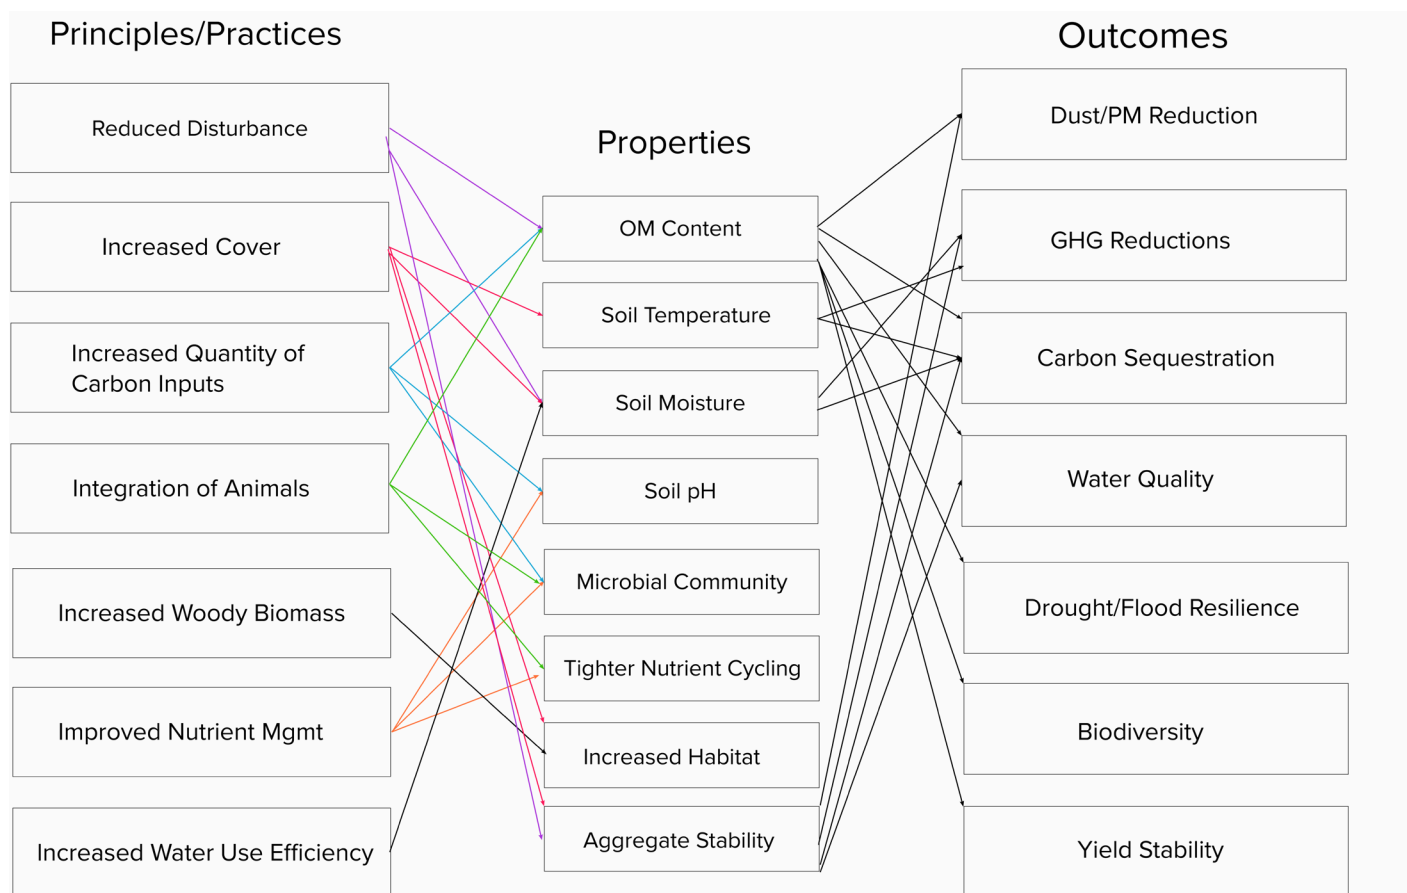 Principles/Practices
Reduced Disturbance
Increased Cover
Increased Quantity of
Carbon Inputs
Integration of Animals
Increased Woody Biomass
Improved Nutrient Mgmt
Increased Water Use Efficiency
Properties
OM Content
Soil Temperature
Soil Moisture
Soil pH
Microbial Community
Tighter Nutrient Cycling
Increased Habitat
Aggregate Stability
Outcomes
Dust/PM Reduction
GHG Reductions
Carbon Sequestration
Water Quality
Drought/Flood Resilience
Biodiversity
Yield Stability